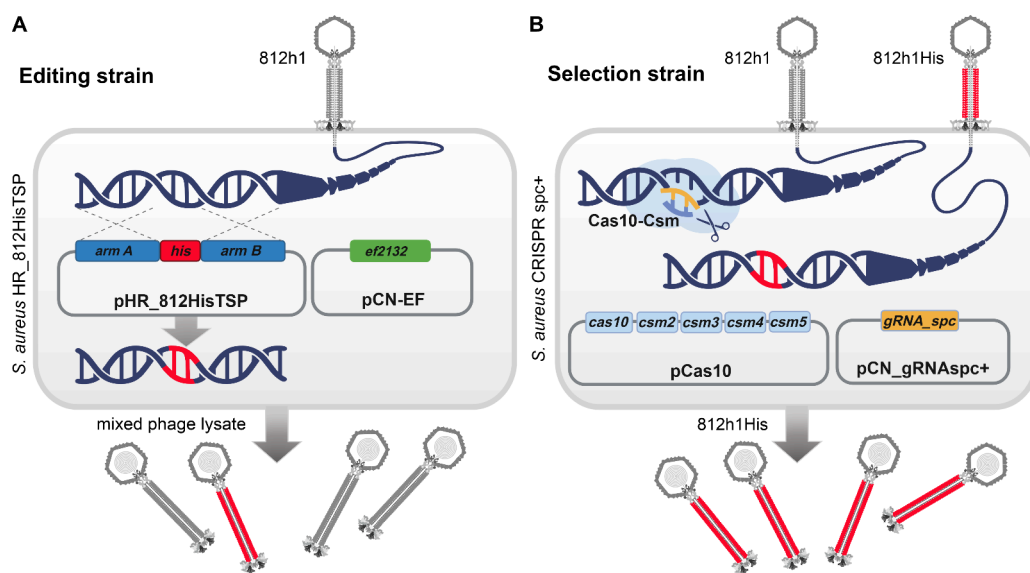 A
812h1
Editing strain
S. aureus HR_812HisTSP
arm A
his
arm B
ef2132
pHR_812HisTSP
pCN-EF
mixed phage lysate
B
812h1
812h1His
Selection strain
S. aureus CRISPR spc+
Cas10-Csm
cas10
csm2
csm3
csm4
csm5
gRNA_spc
pCas10
pCN_gRNAspc+
812h1His